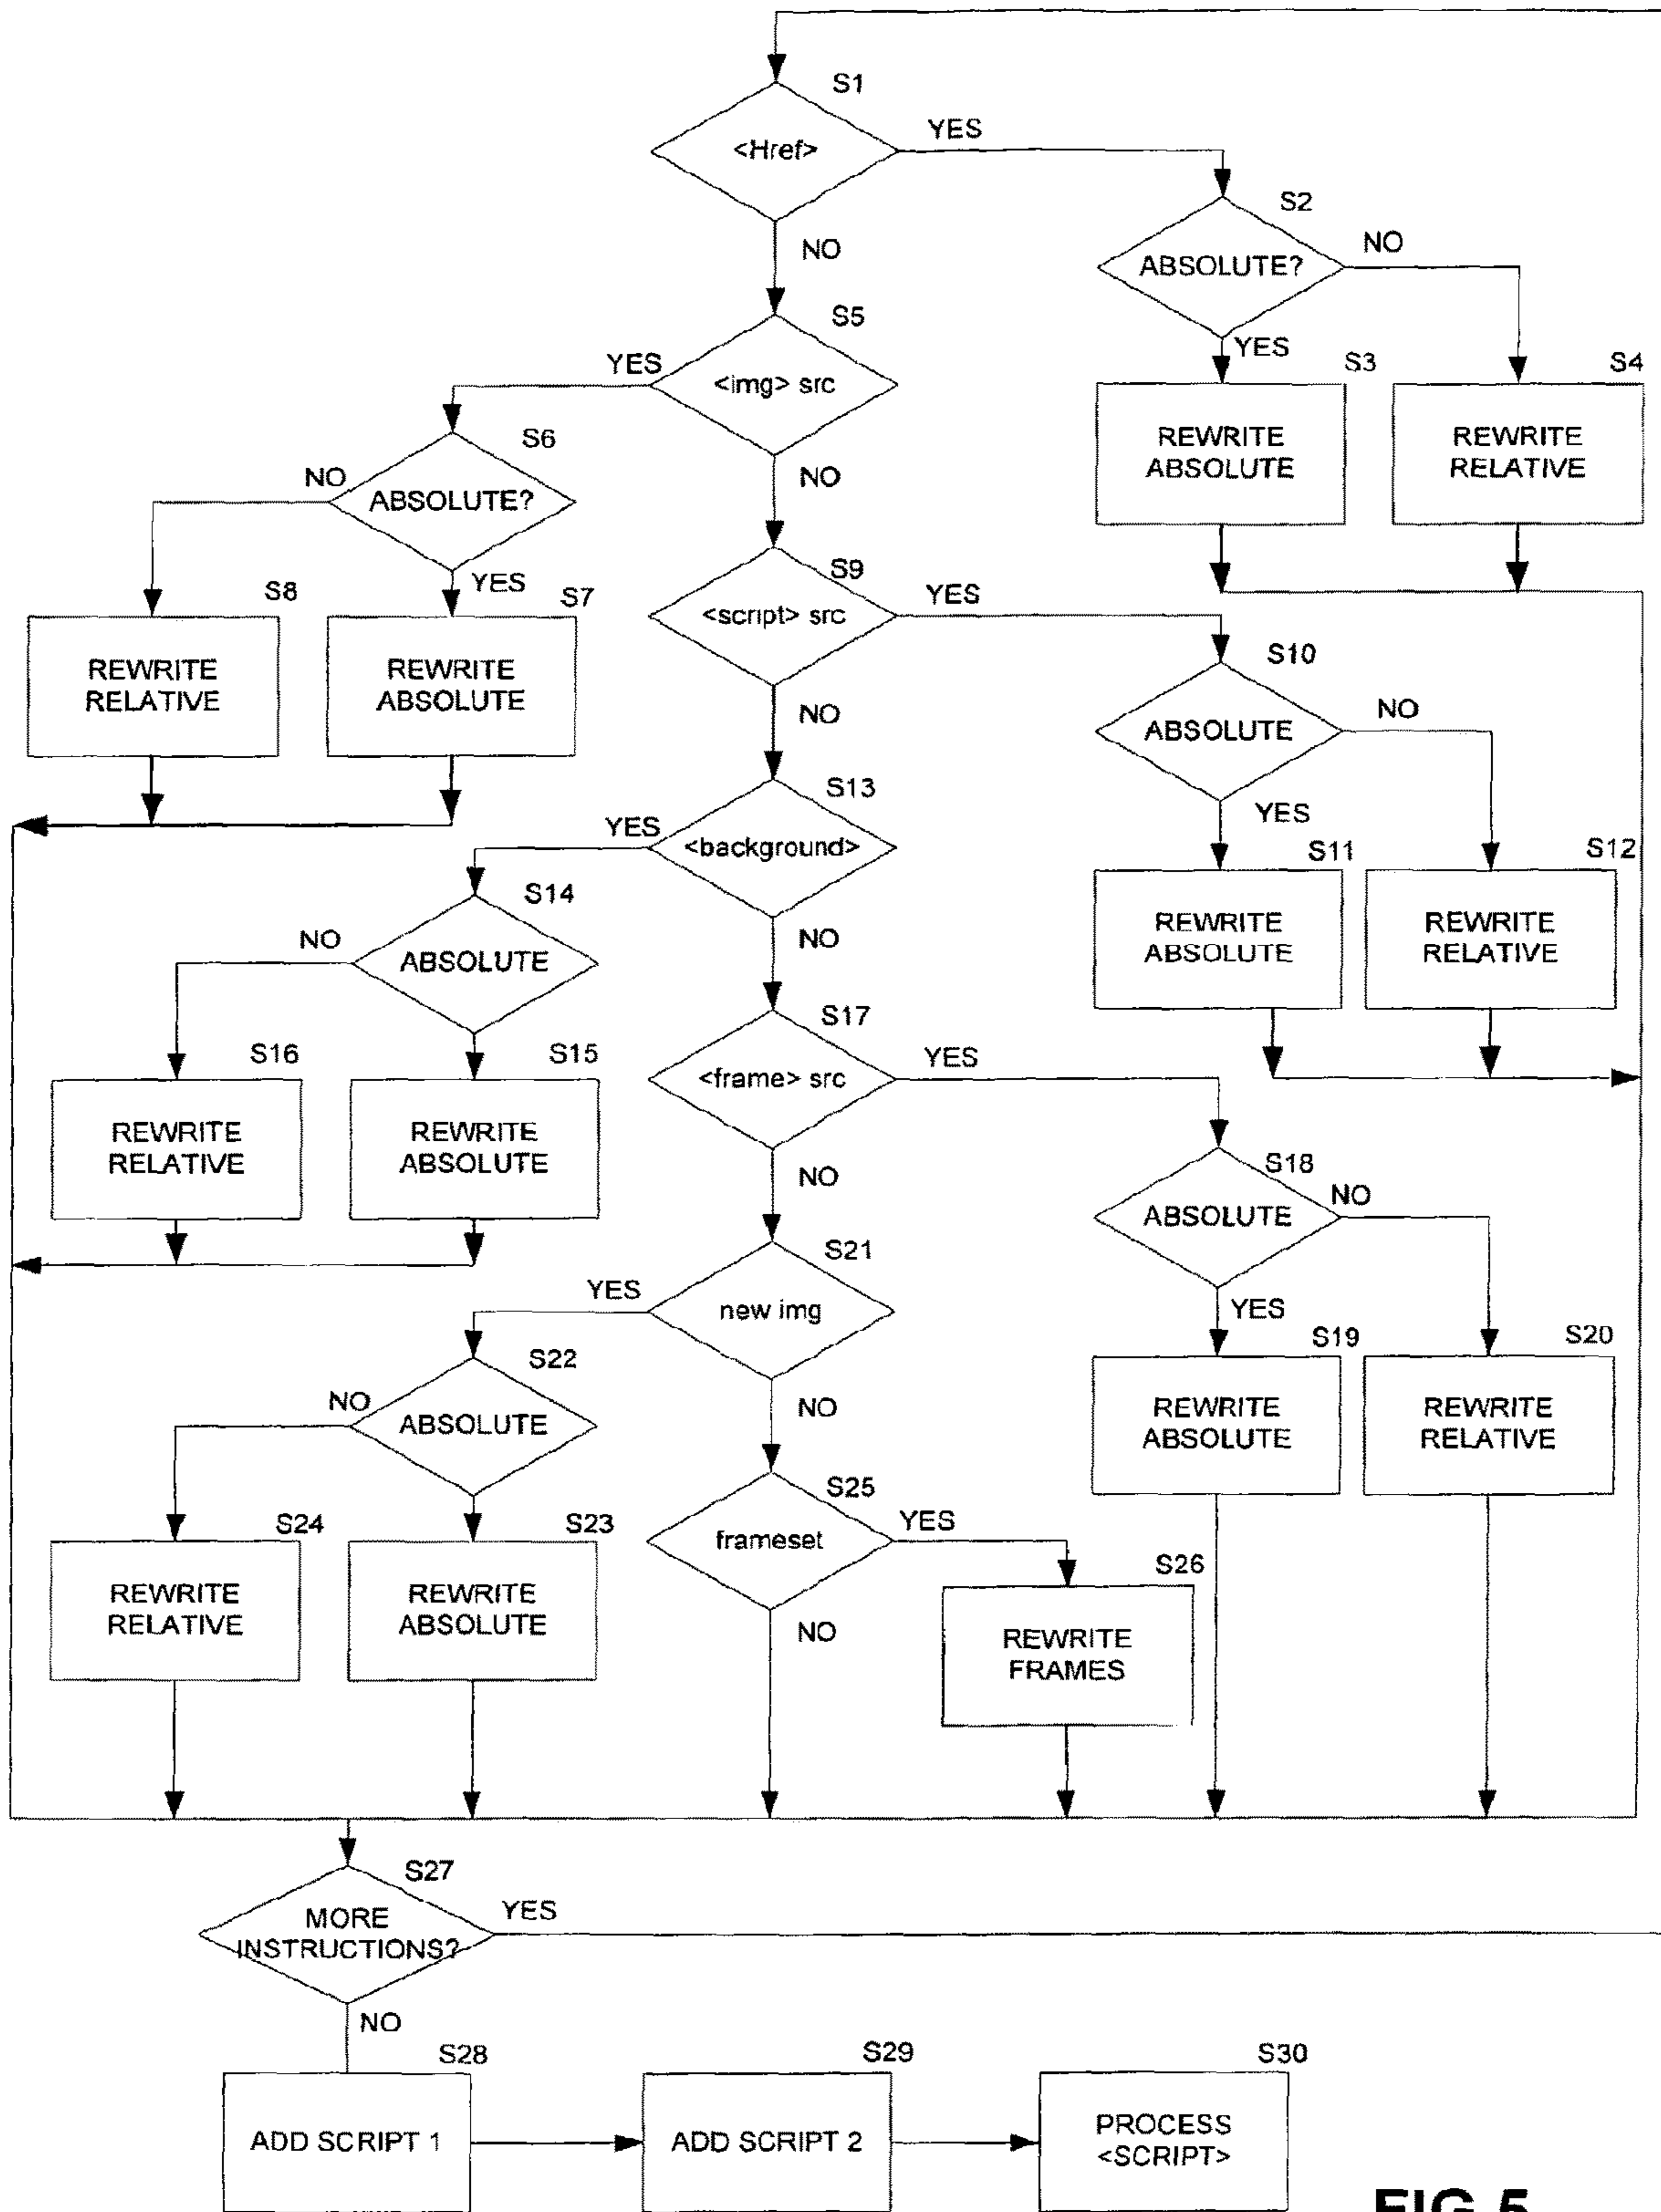 S1
<Href>
YES
NO
S2
ABSOLUTE?
NO
YES
S3
REWRITE
ABSOLUTE
S4
REWRITE
RELATIVE
S5
<img> src
YES
NO
S6
ABSOLUTE?
NO
YES
S8
REWRITE
RELATIVE
S7
REWRITE
ABSOLUTE
S9
<script> src
YES
NO
S10
ABSOLUTE
NO
YES
S11
REWRITE
ABSOLUTE
S12
REWRITE
RELATIVE
S13
<background>
YES
NO
S14
ABSOLUTE
NO
S16
REWRITE
RELATIVE
S15
REWRITE
ABSOLUTE
S17
<frame> src
YES
NO
S18
ABSOLUTE
NO
YES
S19
REWRITE
ABSOLUTE
S20
REWRITE
RELATIVE
S21
new img
YES
NO
S22
ABSOLUTE
NO
S24
REWRITE
RELATIVE
S23
REWRITE
ABSOLUTE
S25
frameset
YES
NO
S26
REWRITE
FRAMES
S27
MORE
INSTRUCTIONS?
YES
NO
S28
ADD SCRIPT 1
S29
ADD SCRIPT 2
S30
PROCESS
<SCRIPT>
FIG 5